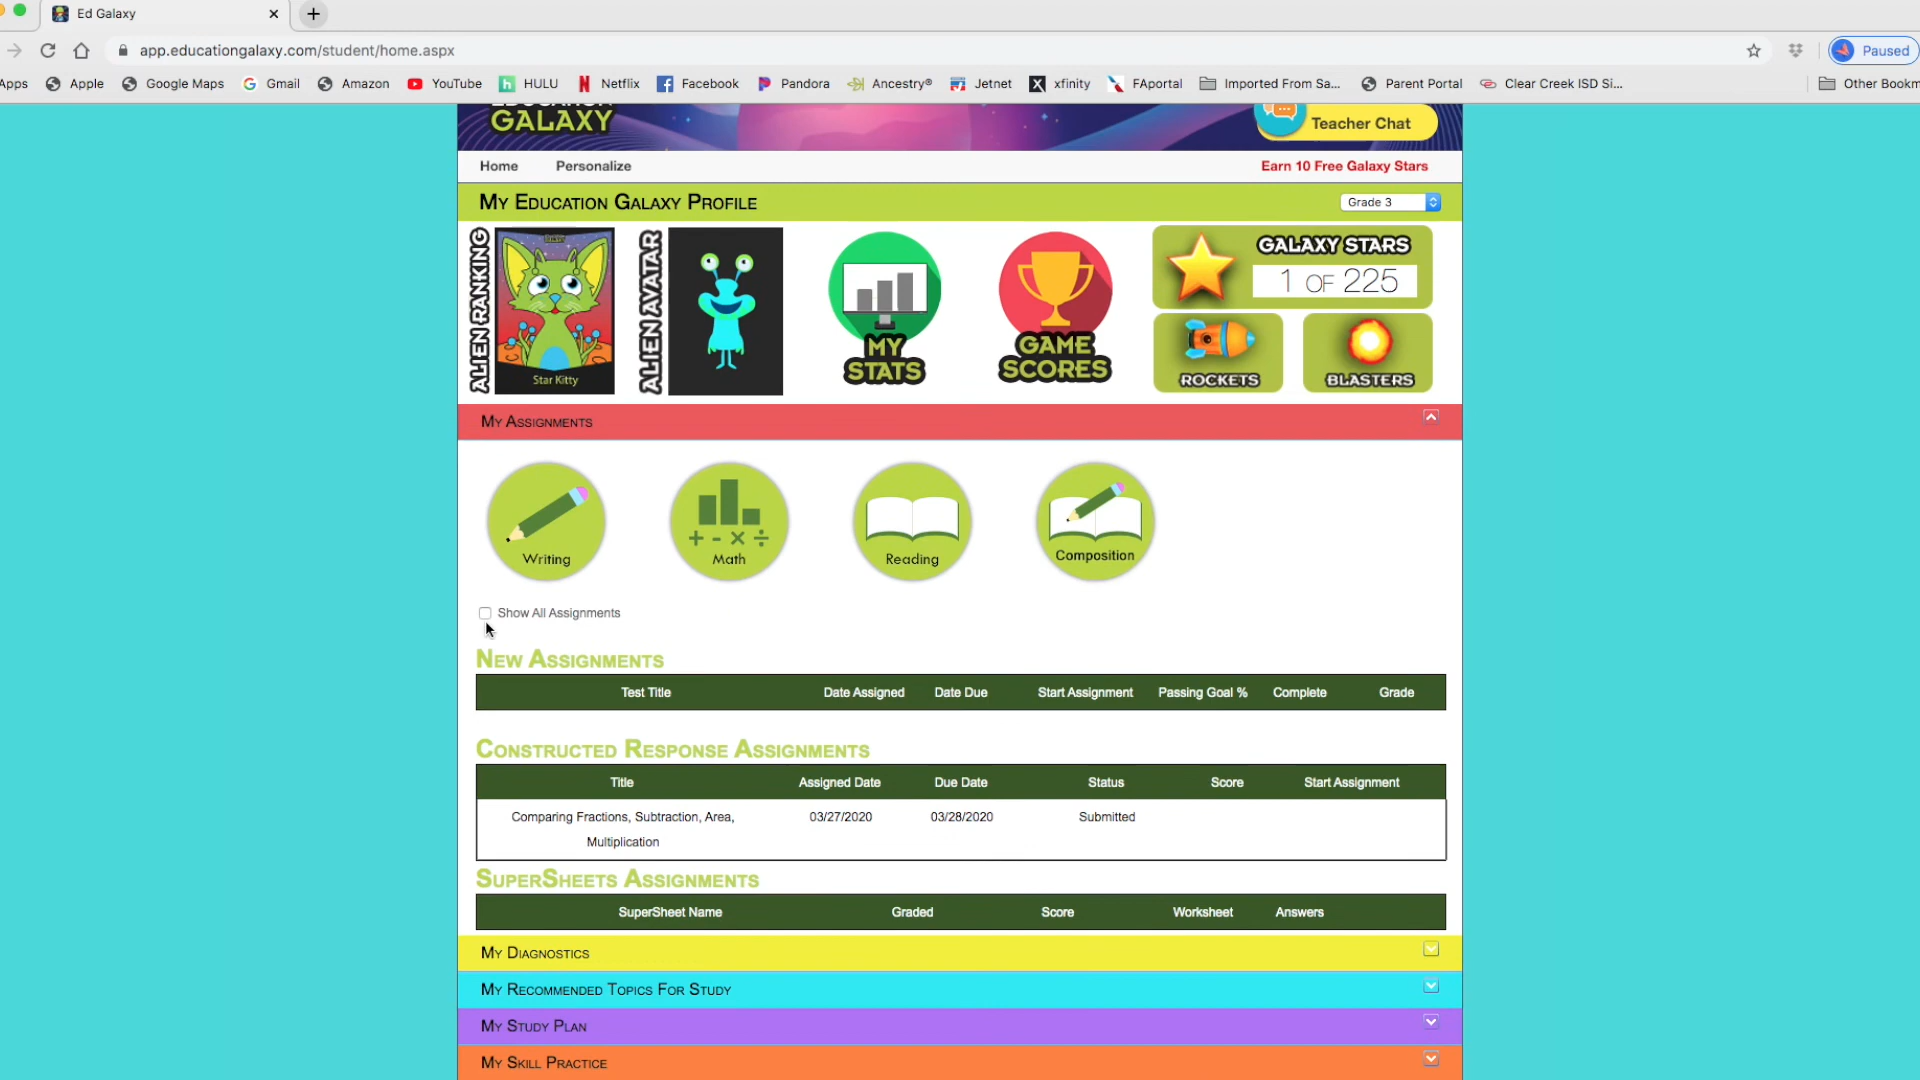 Ed Galaxy
app.educationgalaxy.com/student/home.aspx
Paused
Apps Apple Google Maps Gmail Amazon YouTube HULU Netflix Facebook Pandora Ancestry® Jetnet xfinity FAportal Imported From Sa... Parent Portal Clear Creek ISD Si... Other Bookm
EDUCATION
GALAXY
Teacher Chat
Home Personalize Earn 10 Free Galaxy Stars
My Education Galaxy Profile Grade 3
ALIEN RANKING
Star Kitty
ALIEN AVATAR
MY STATS
GAME SCORES
GALAXY STARS
1 OF 225
ROCKETS BLASTERS
My Assignments
Writing Math Reading Composition
Show All Assignments
New Assignments
Test Title Date Assigned Date Due Start Assignment Passing Goal % Complete Grade
Constructed Response Assignments
Title Assigned Date Due Date Status Score Start Assignment
Comparing Fractions, Subtraction, Area, 03/27/2020 03/28/2020 Submitted
Multiplication
SuperSheets Assignments
SuperSheet Name Graded Score Worksheet Answers
My Diagnostics
My Recommended Topics For Study
My Study Plan
My Skill Practice